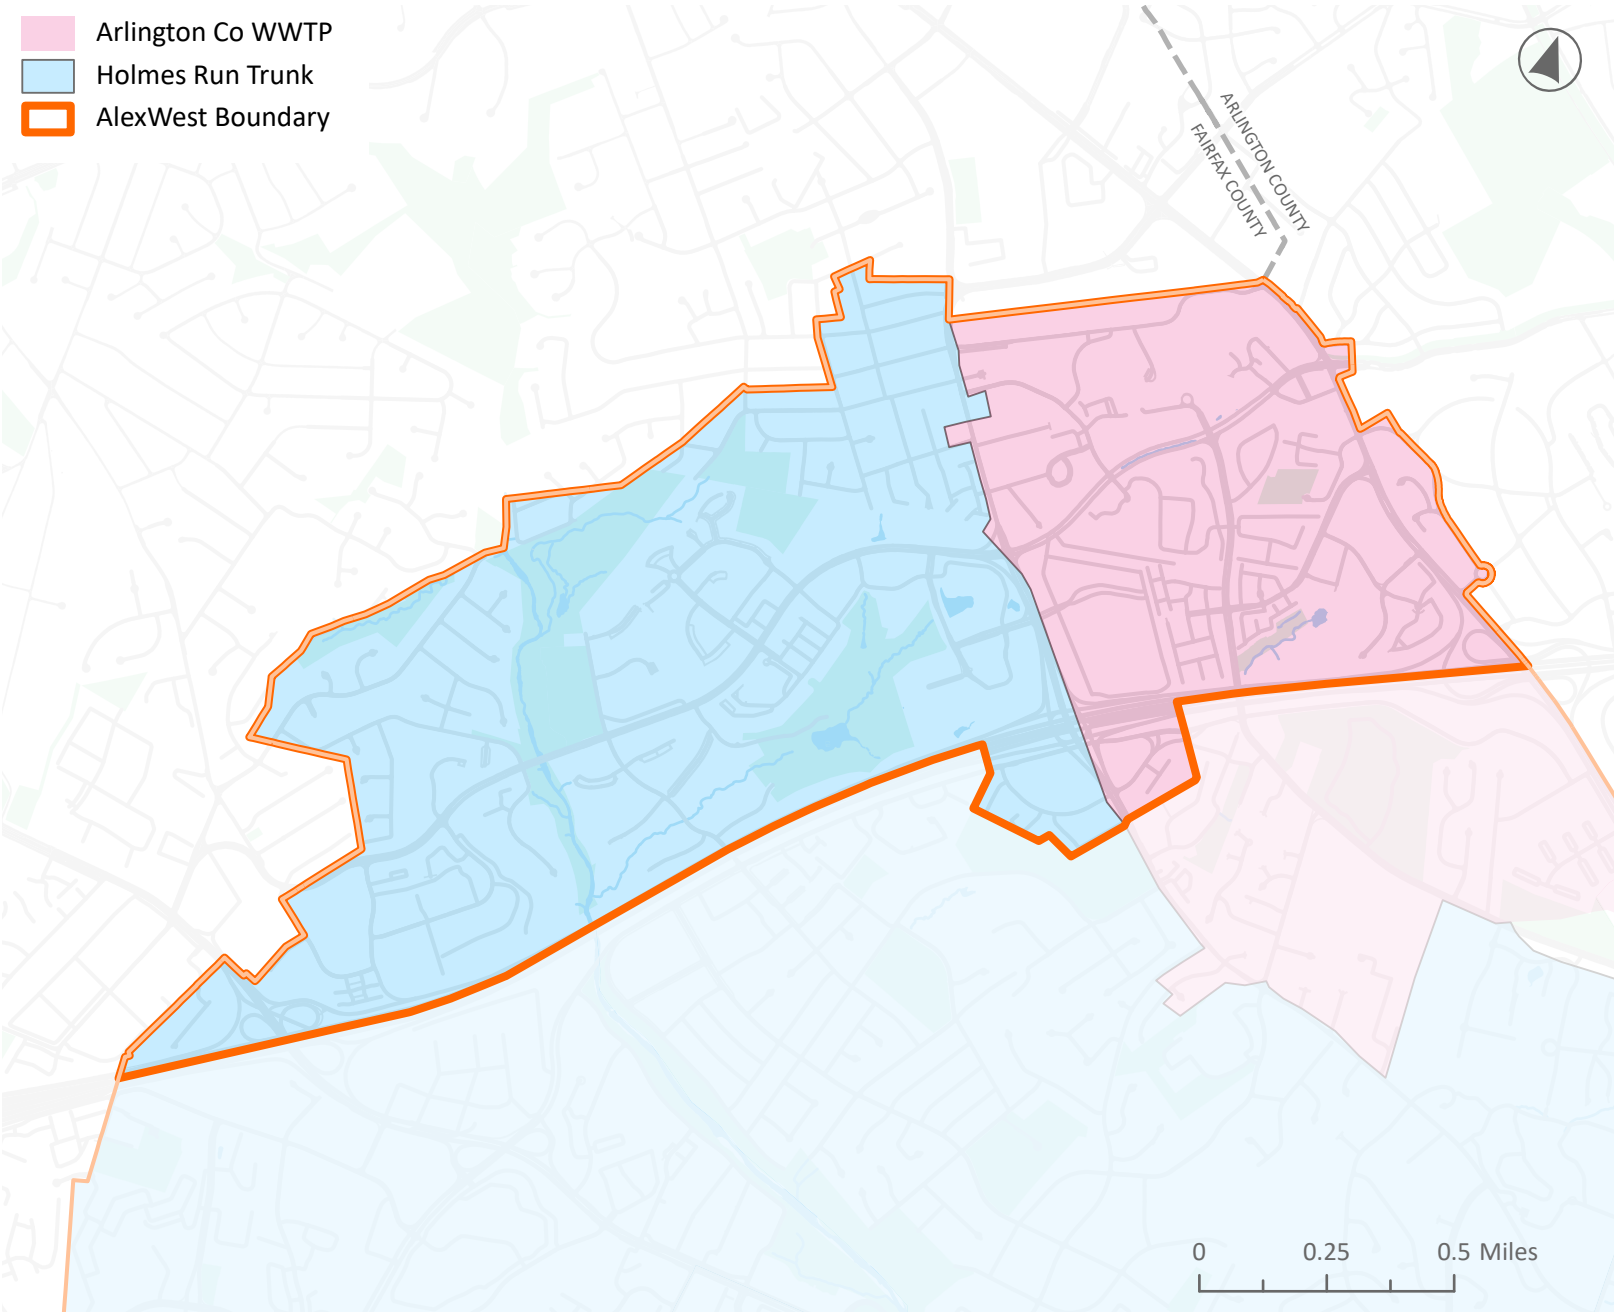 Arlington Co WWTP
Holmes Run Trunk
AlexWest Boundary
ARLINGTON COUNTY
FAIRFAX COUNTY
0 0.25 0.5 Miles